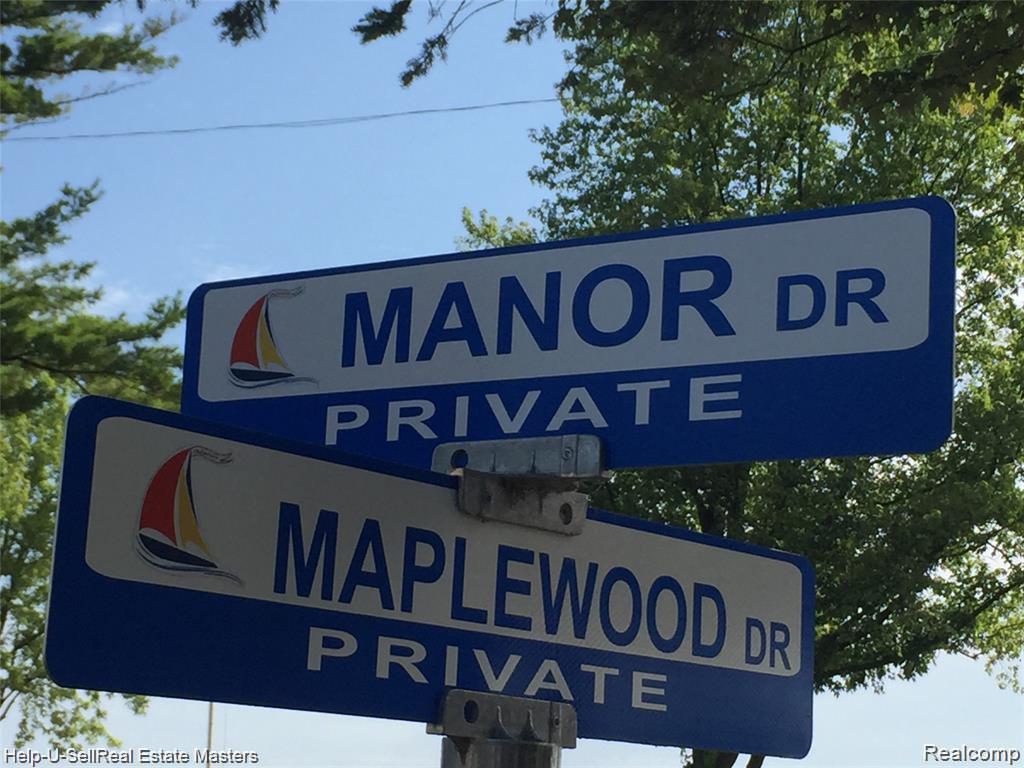 MANOR DR
PRIVATE
MAPLEWOOD DR
PRIVATE
Help-U-SellReal Estate Masters
Realcomp